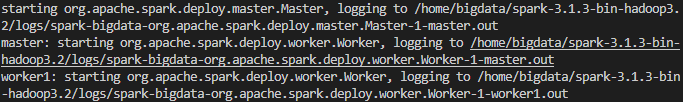 starting org.apache.spark.deploy.master.Master, logging to /home/bigdata/spark-3.1.3-bin-hadoop3.
2/logs/spark-bigdata-org.apache.spark.deploy.master.Master-1-master.out
master: starting org.apache.spark.deploy.worker.Worker, logging to /home/bigdata/spark-3.1.3-bin-
hadoop3.2/logs/spark-bigdata-org.apache.spark.deploy.worker.Worker-1-master.out
worker1: starting org.apache.spark.deploy.worker.Worker, logging to /home/bigdata/spark-3.1.3-bin
-hadoop3.2/logs/spark-bigdata-org.apache.spark.deploy.worker.Worker-1-worker1.out